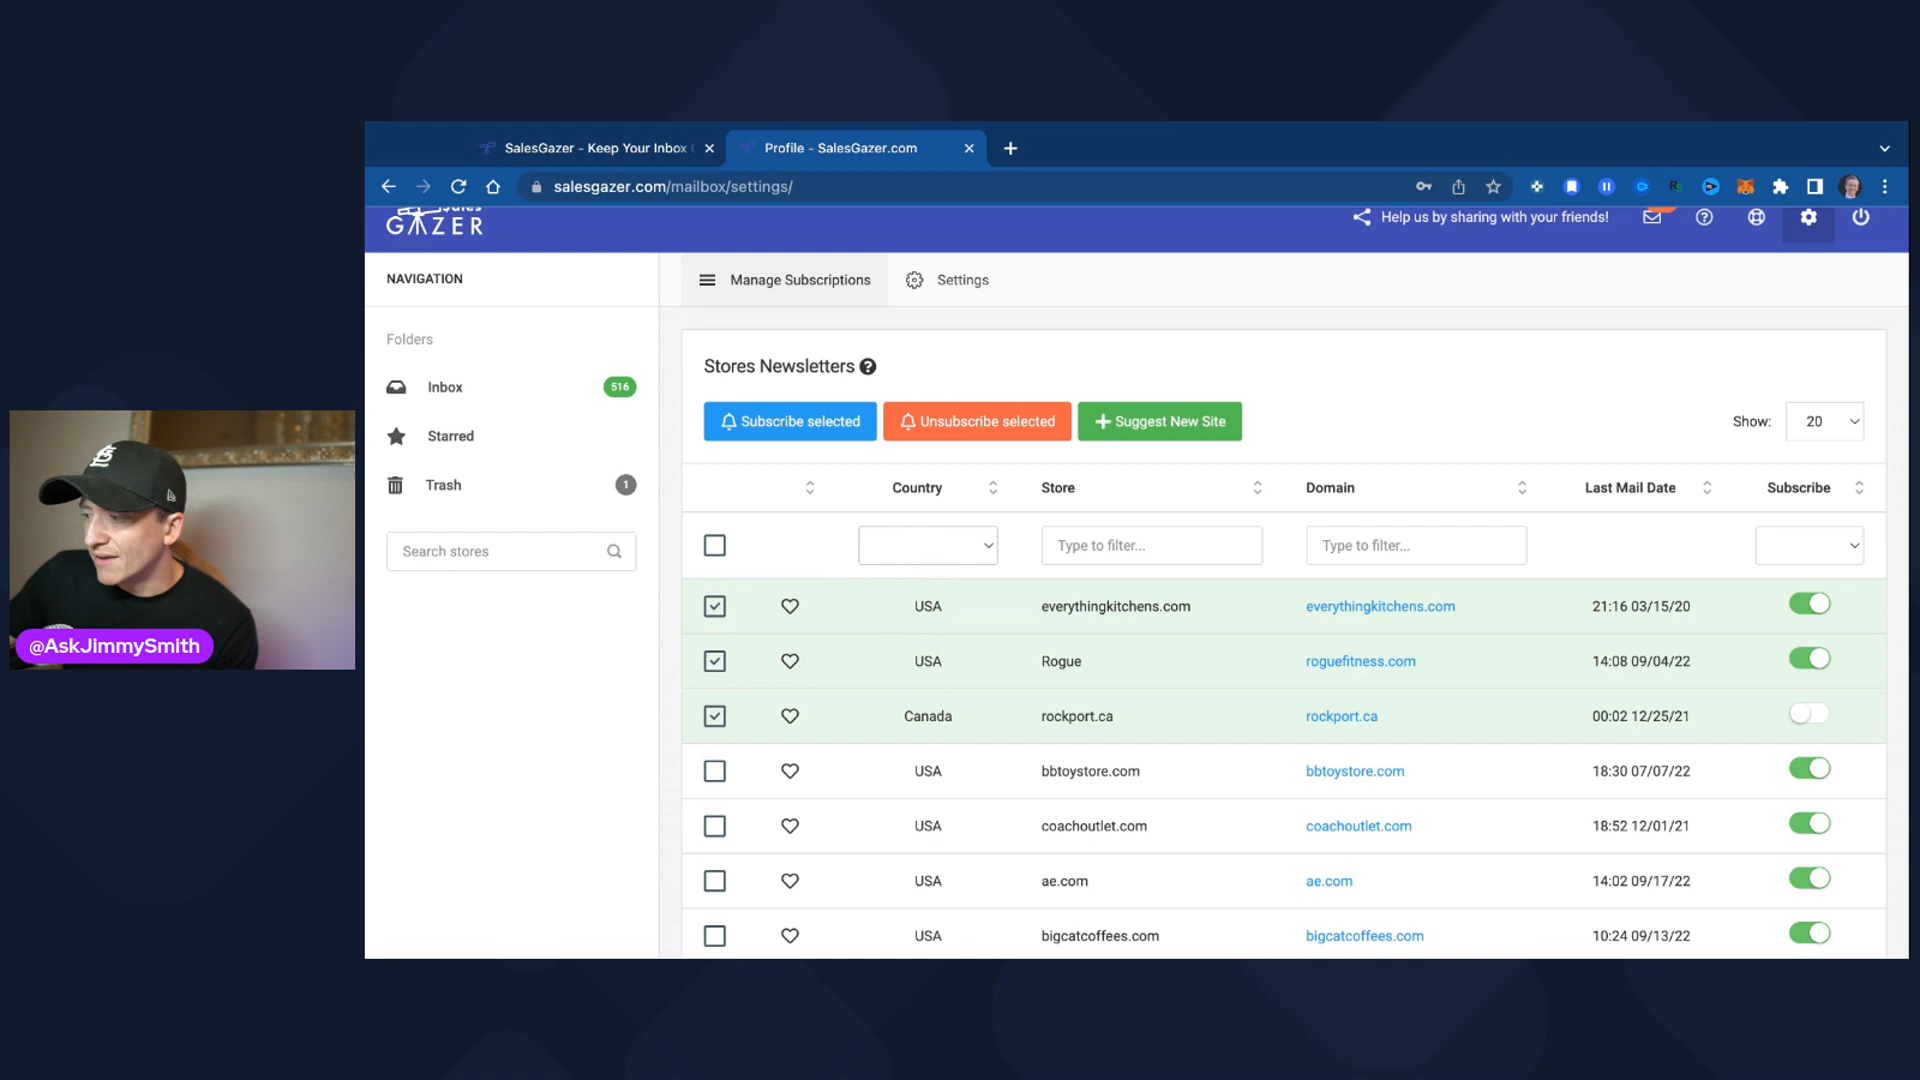 SalesGazer - Keep Your Inbox
Profile - SalesGazer.com
salesgazer.com/mailbox/settings/
GAZER
Help us by sharing with your friends!
NAVIGATION
Manage Subscriptions
Settings
Folders
Inbox
516
Starred
Trash
1
Search stores
Stores Newsletters
Subscribe selected
Unsubscribe selected
Suggest New Site
Show:
20
Country
Store
Domain
Last Mail Date
Subscribe
Type to filter...
Type to filter...
USA
everythingkitchens.com
everythingkitchens.com
21:16 03/15/20
USA
Rogue
roguefitness.com
14:08 09/04/22
Canada
rockport.ca
rockport.ca
00:02 12/25/21
USA
bbtoystore.com
bbtoystore.com
18:30 07/07/22
USA
coachoutlet.com
coachoutlet.com
18:52 12/01/21
USA
ae.com
ae.com
14:02 09/17/22
USA
bigcatcoffees.com
bigcatcoffees.com
10:24 09/13/22
@AskJimmySmith